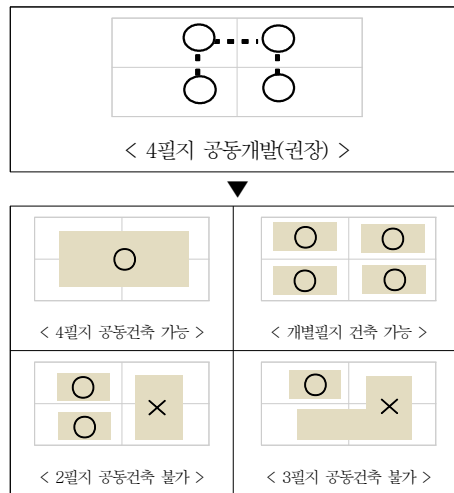 < 4필지 공동개발(권장) >
< 4필지 공동건축 가능 >
< 개별필지 건축 가능 >
< 2필지 공동건축 불가 >
< 3필지 공동건축 불가 >